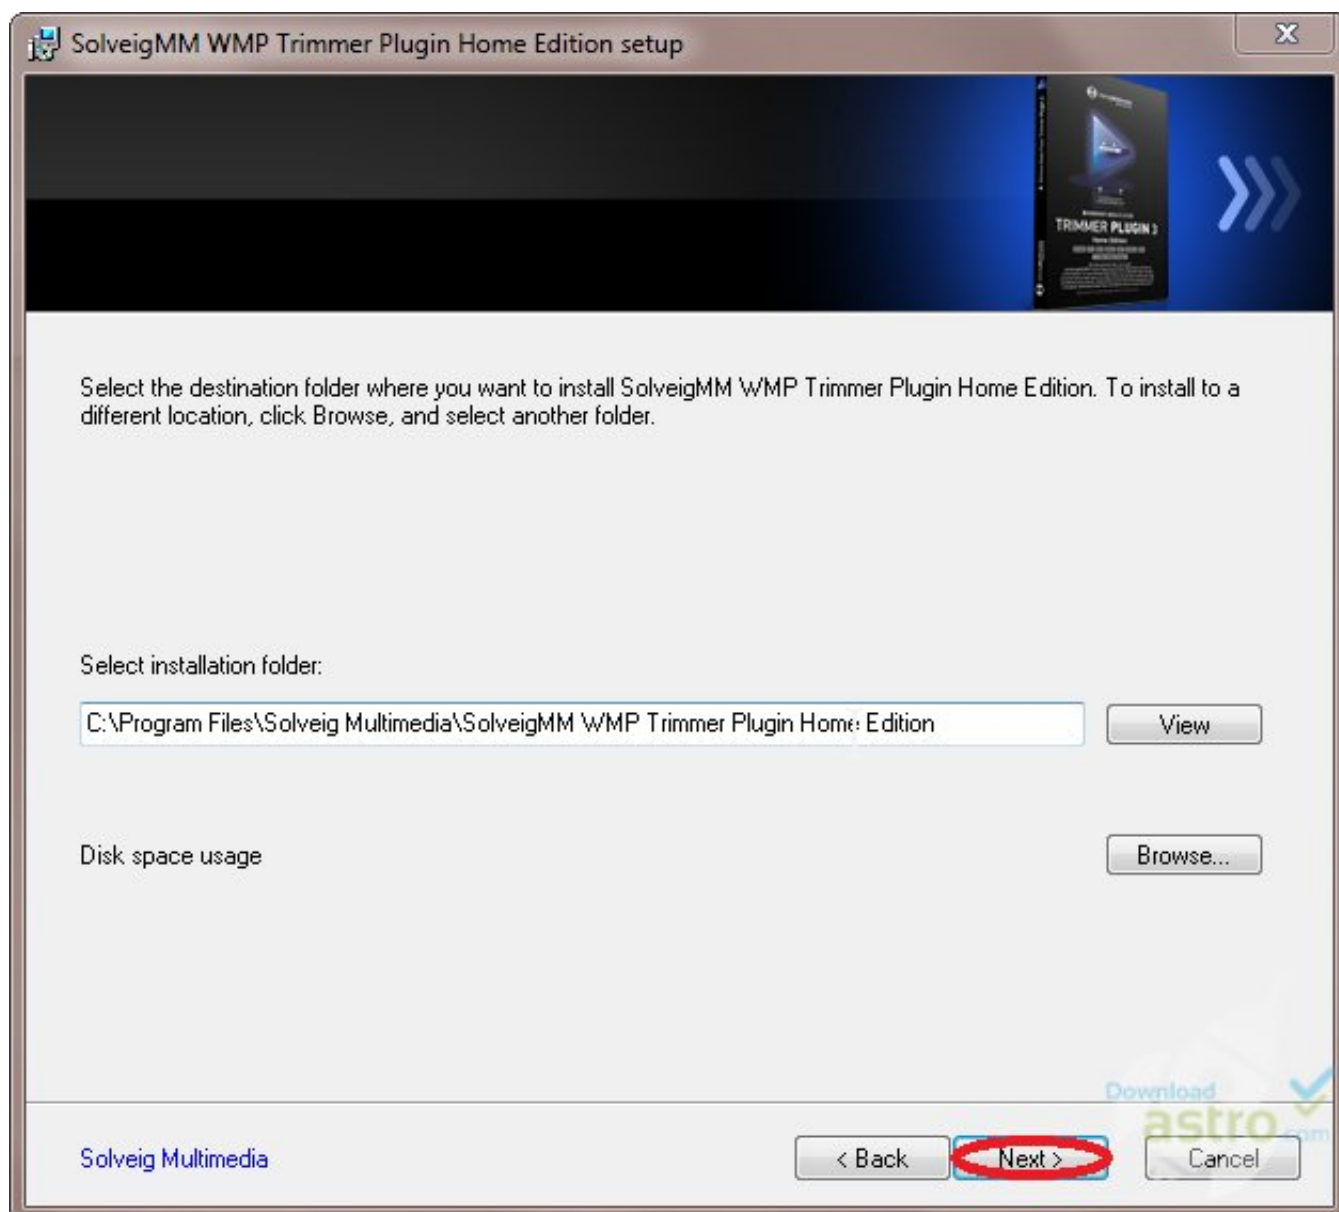 SolveigMM WMP Trimmer Plugin Home Edition setup
TRIMMER PLUGIN 3
Home Edition
Select the destination folder where you want to install SolveigMM WMP Trimmer Plugin Home Edition. To install to a
different location, click Browse, and select another folder.
Select installation folder:
C:\Program Files\Solveig Multimedia\SolveigMM WMP Trimmer Plugin Home Edition
View
Disk space usage
Browse...
Download
astro.com
Solveig Multimedia
< Back
Next >
Cancel